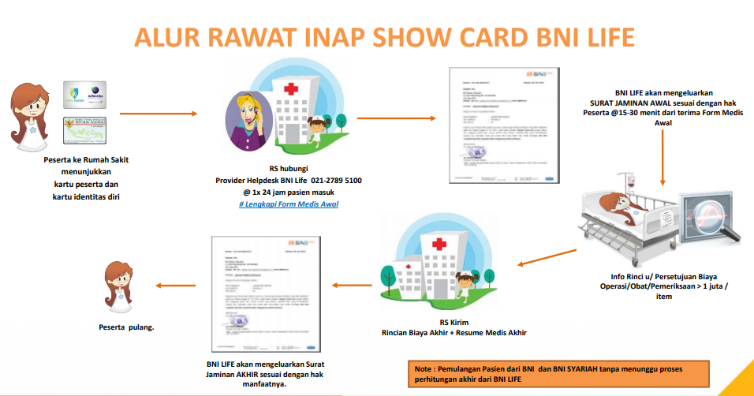 ALUR RAWAT INAP SHOW CARD BNI LIFE
Peserta ke Rumah Sakit
menunjukkan
kartu peserta dan
kartu identitas diri
RS hubungi
Provider Helpdesk BNI Life 021-2789 5100
@ 1x 24 jam pasien masuk
# Lengkapi Form Medis Awal
BNI
BNI LIFE akan mengeluarkan
SURAT JAMINAN AWAL sesuai dengan hak
Peserta @15-30 menit dari terima Form Medis
Awal
Info Rinci u/ Persetujuan Biaya
Operasi/Obat/Pemeriksaan > 1 juta /
item
RS Kirim
Rincian Biaya Akhir + Resume Medis Akhir
BNI
BNI LIFE akan mengeluarkan Surat
Jaminan AKHIR sesuai dengan hak
manfaatnya.
Peserta pulang.
Note : Pemulangan Pasien dari BNI dan BNI SYARIAH tanpa menunggu proses
perhitungan akhir dari BNI LIFE